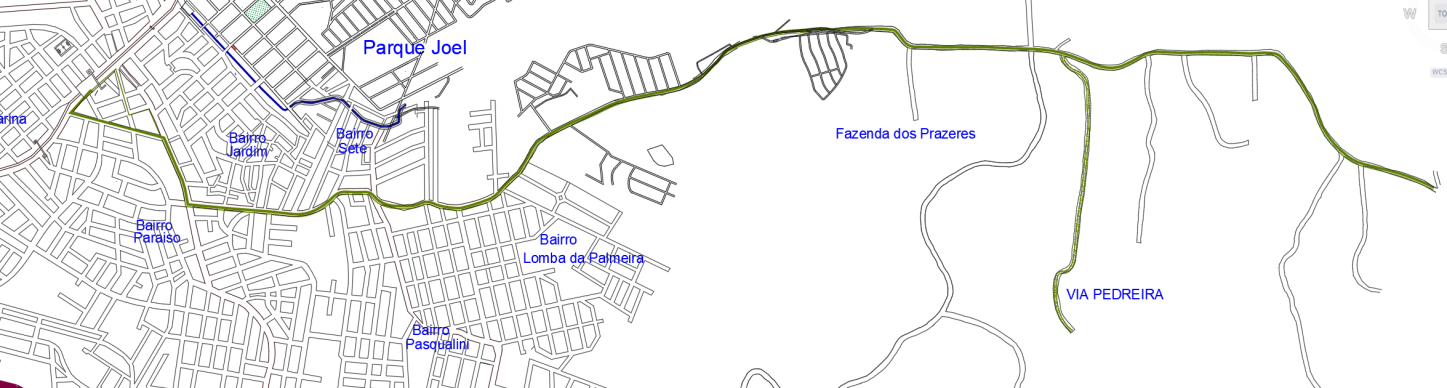 W
TO
S
WCS
Parque Joel
arina
Bairro
Jardim
Bairro
Sete
Fazenda dos Prazeres
Bairro
Paraiso
Bairro
Lomba da Palmeira
VIA PEDREIRA
Bairro
Pasqualini